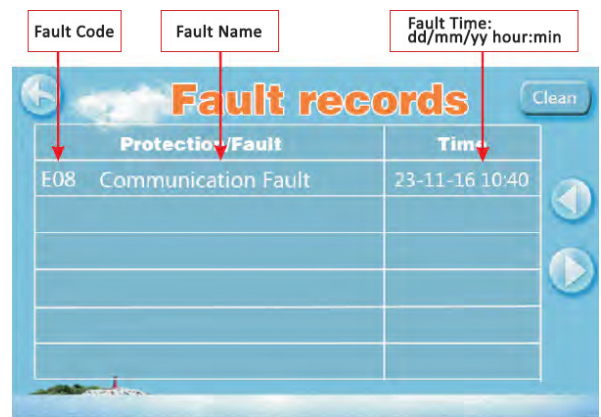 Fault Code
Fault Name
Fault Time:
dd/mm/yy hour:min
Fault records
Clean
Protection/Fault
Time
E08 Communication Fault
23-11-16 10:40